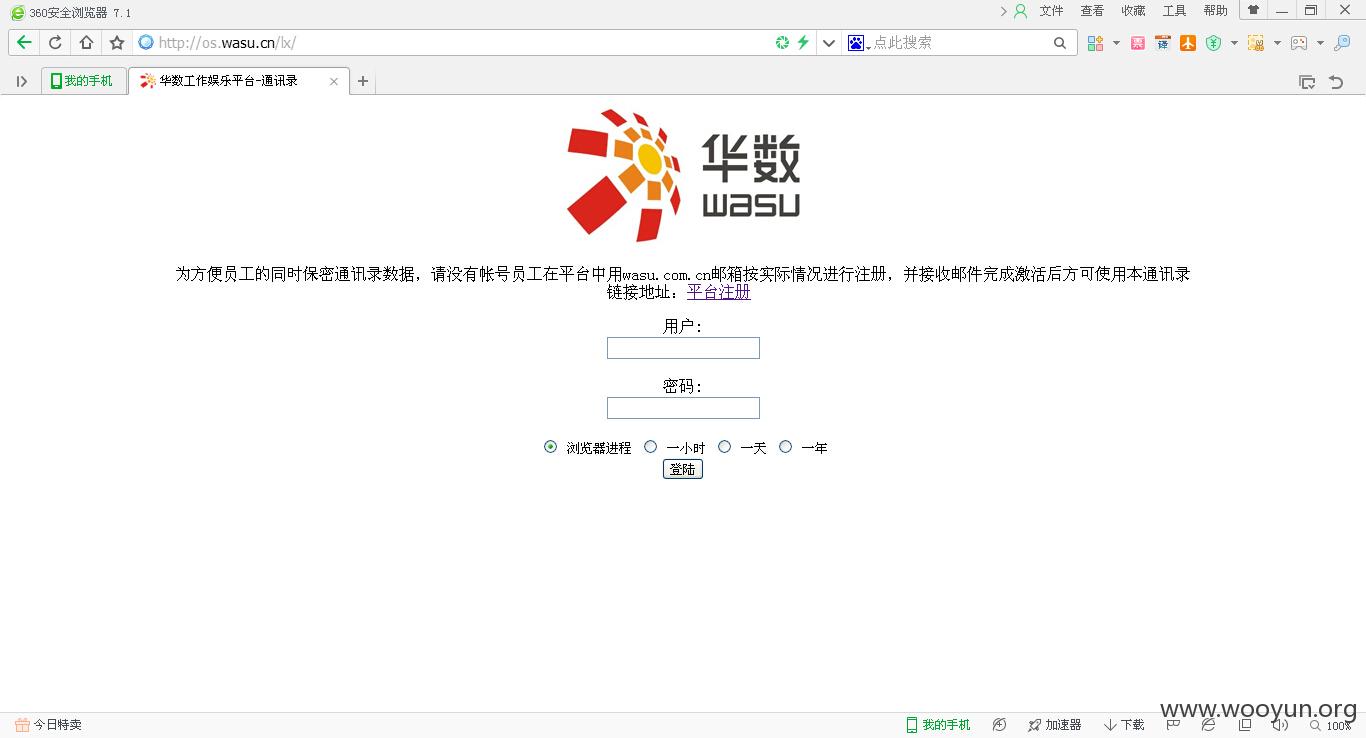 360安全浏览器 7.1
文件 查看 收藏 工具 帮助
http://os.wasu.cn/lx/
点此搜索
我的手机
华数工作娱乐平台-通讯录
华数
wasu
为方便员工的同时保密通讯录数据，请没有帐号员工在平台中用wasu.com.cn邮箱按实际情况进行注册，并接收邮件完成激活后方可使用本通讯录
链接地址：平台注册
用户：
密码：
浏览器进程 一小时 一天 一年
登陆
今日特卖
我的手机 加速器 下载 100%
www.wooyun.org